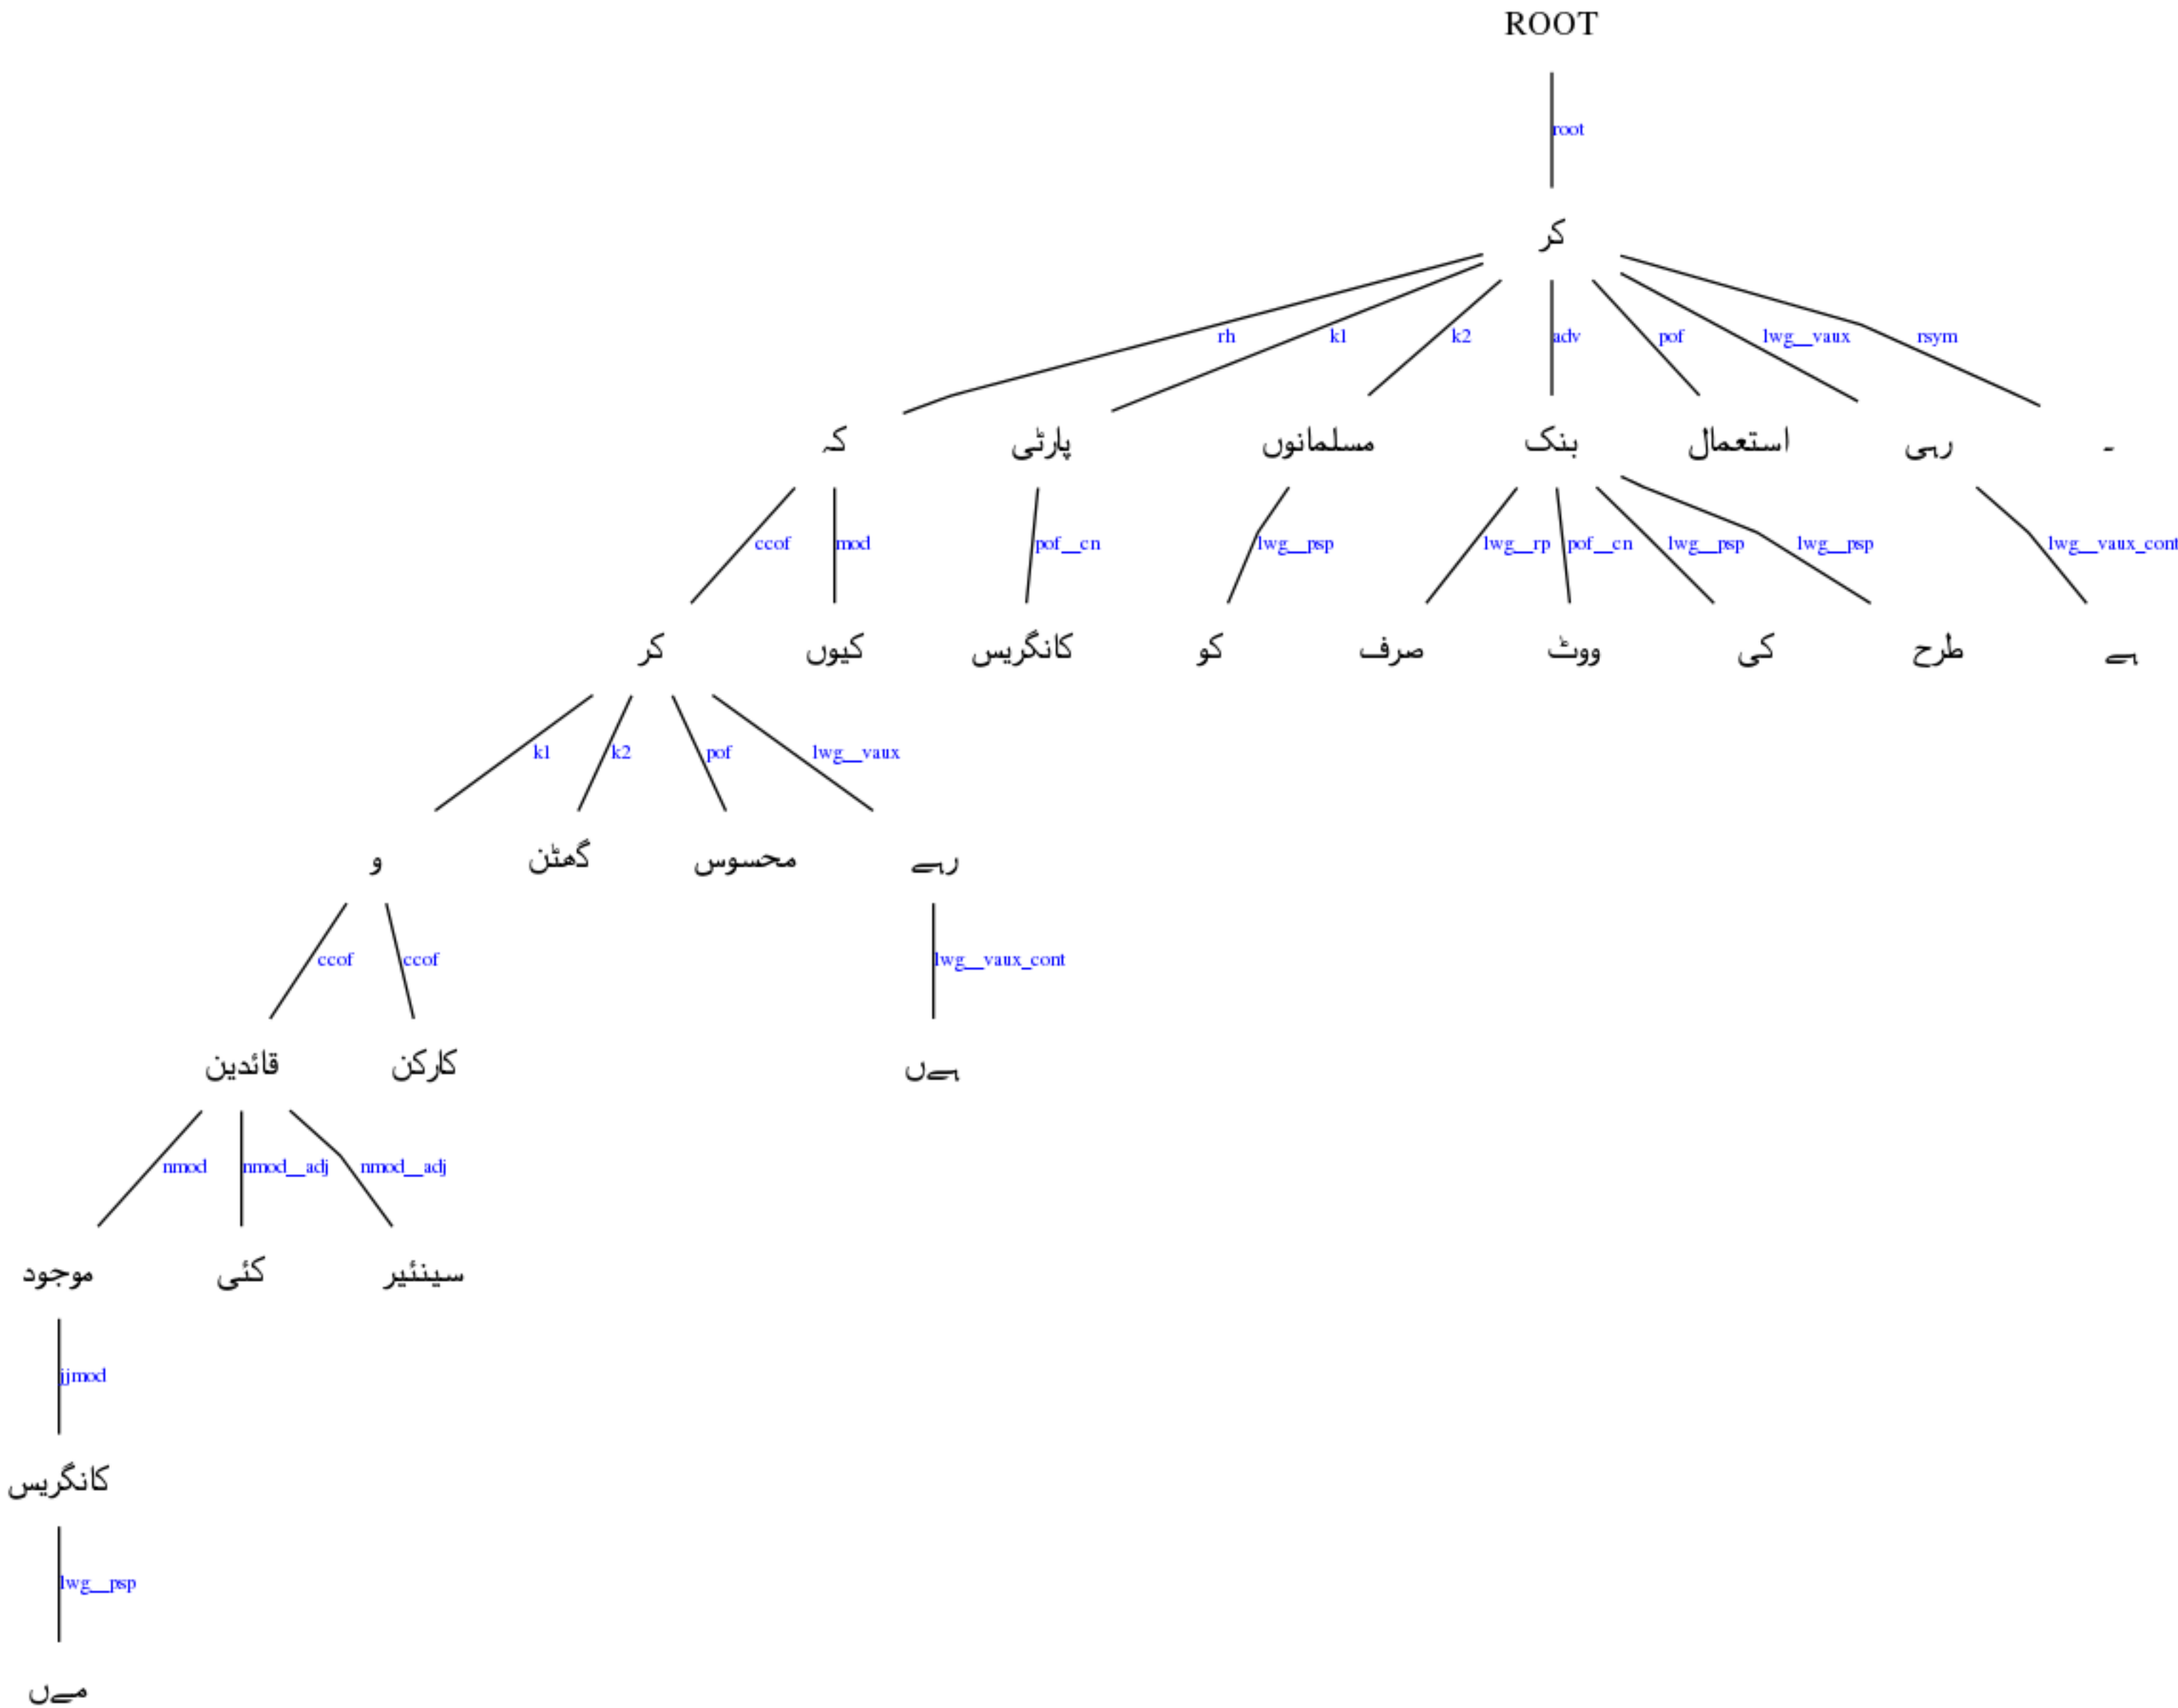 ROOT
root
کر
rh k1 k2 adv pof lwg__vaux rsym
کہ پارٹی مسلمانوں بنک استعمال رہی ۔
ccof mod pof__cn lwg__psp lwg__rp pof__cn lwg__psp lwg__psp lwg__vaux_cont
کر کیوں کانگریس کو صرف ووٹ کی طرح ہے
k1 k2 pof lwg__vaux
و گھٹن محسوس رہے
ccof ccof lwg__vaux_cont
قائدین کارکن ہےں
nmod nmod__adj nmod__adj
موجود کئی سینئیر
jjmod
کانگریس
lwg__psp
مےں